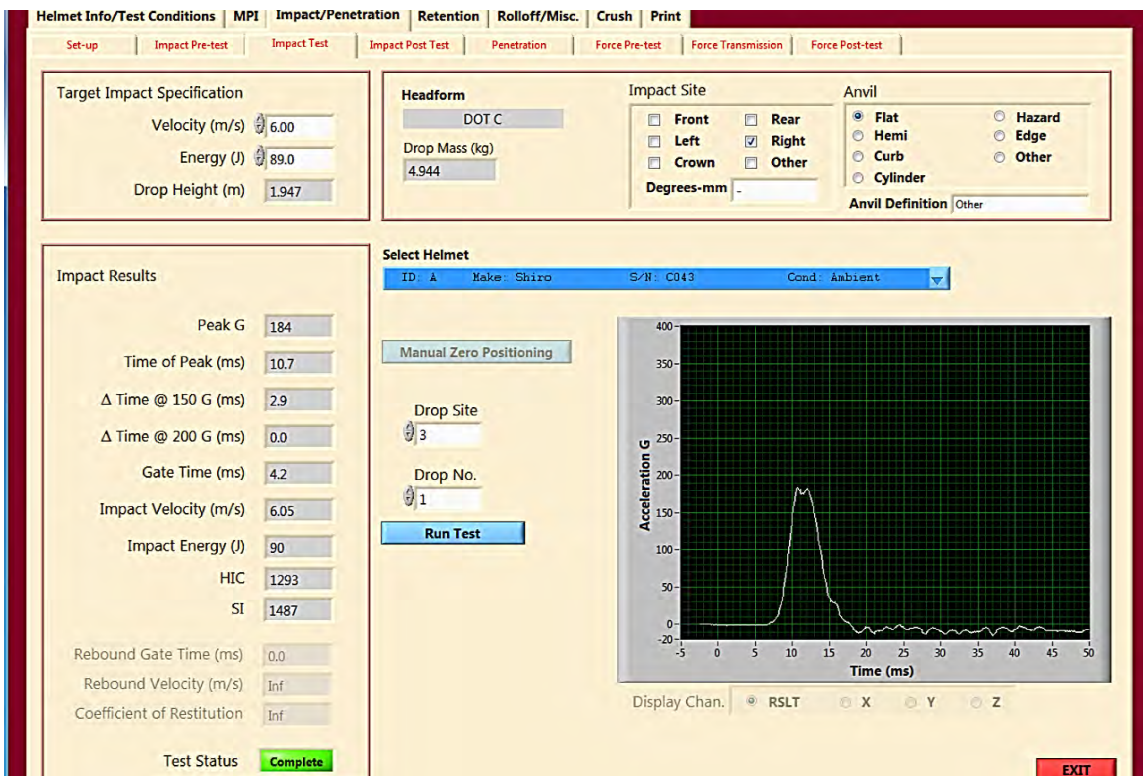 Helmet Info/Test Conditions MPI Impact/Penetration Retention Rolloff/Misc. Crush Print
Set-up Impact Pre-test Impact Test Impact Post Test Penetration Force Pre-test Force Transmission Force Post-test
Target Impact Specification
Velocity (m/s) 6.00
Energy (J) 89.0
Drop Height (m) 1.947
Headform
DOT C
Drop Mass (kg)
4.944
Impact Site
Front Rear
Left Right
Crown Other
Degrees-mm -
Anvil
Flat Hazard
Hemi Edge
Curb Other
Cylinder
Anvil Definition Other
Impact Results
Peak G 184
Time of Peak (ms) 10.7
Δ Time @ 150 G (ms) 2.9
Δ Time @ 200 G (ms) 0.0
Gate Time (ms) 4.2
Impact Velocity (m/s) 6.05
Impact Energy (J) 90
HIC 1293
SI 1487
Rebound Gate Time (ms) 0.0
Rebound Velocity (m/s) Inf
Coefficient of Restitution Inf
Test Status Complete
Select Helmet
ID: A Make: Shiro S/N: C043 Cond: Ambient
Manual Zero Positioning
Drop Site
3
Drop No.
1
Run Test
Acceleration G
400
350
300
250
200
150
100
50
0
-20
-5 0 5 10 15 20 25 30 35 40 45 50
Time (ms)
Display Chan. RSLT X Y Z
EXIT